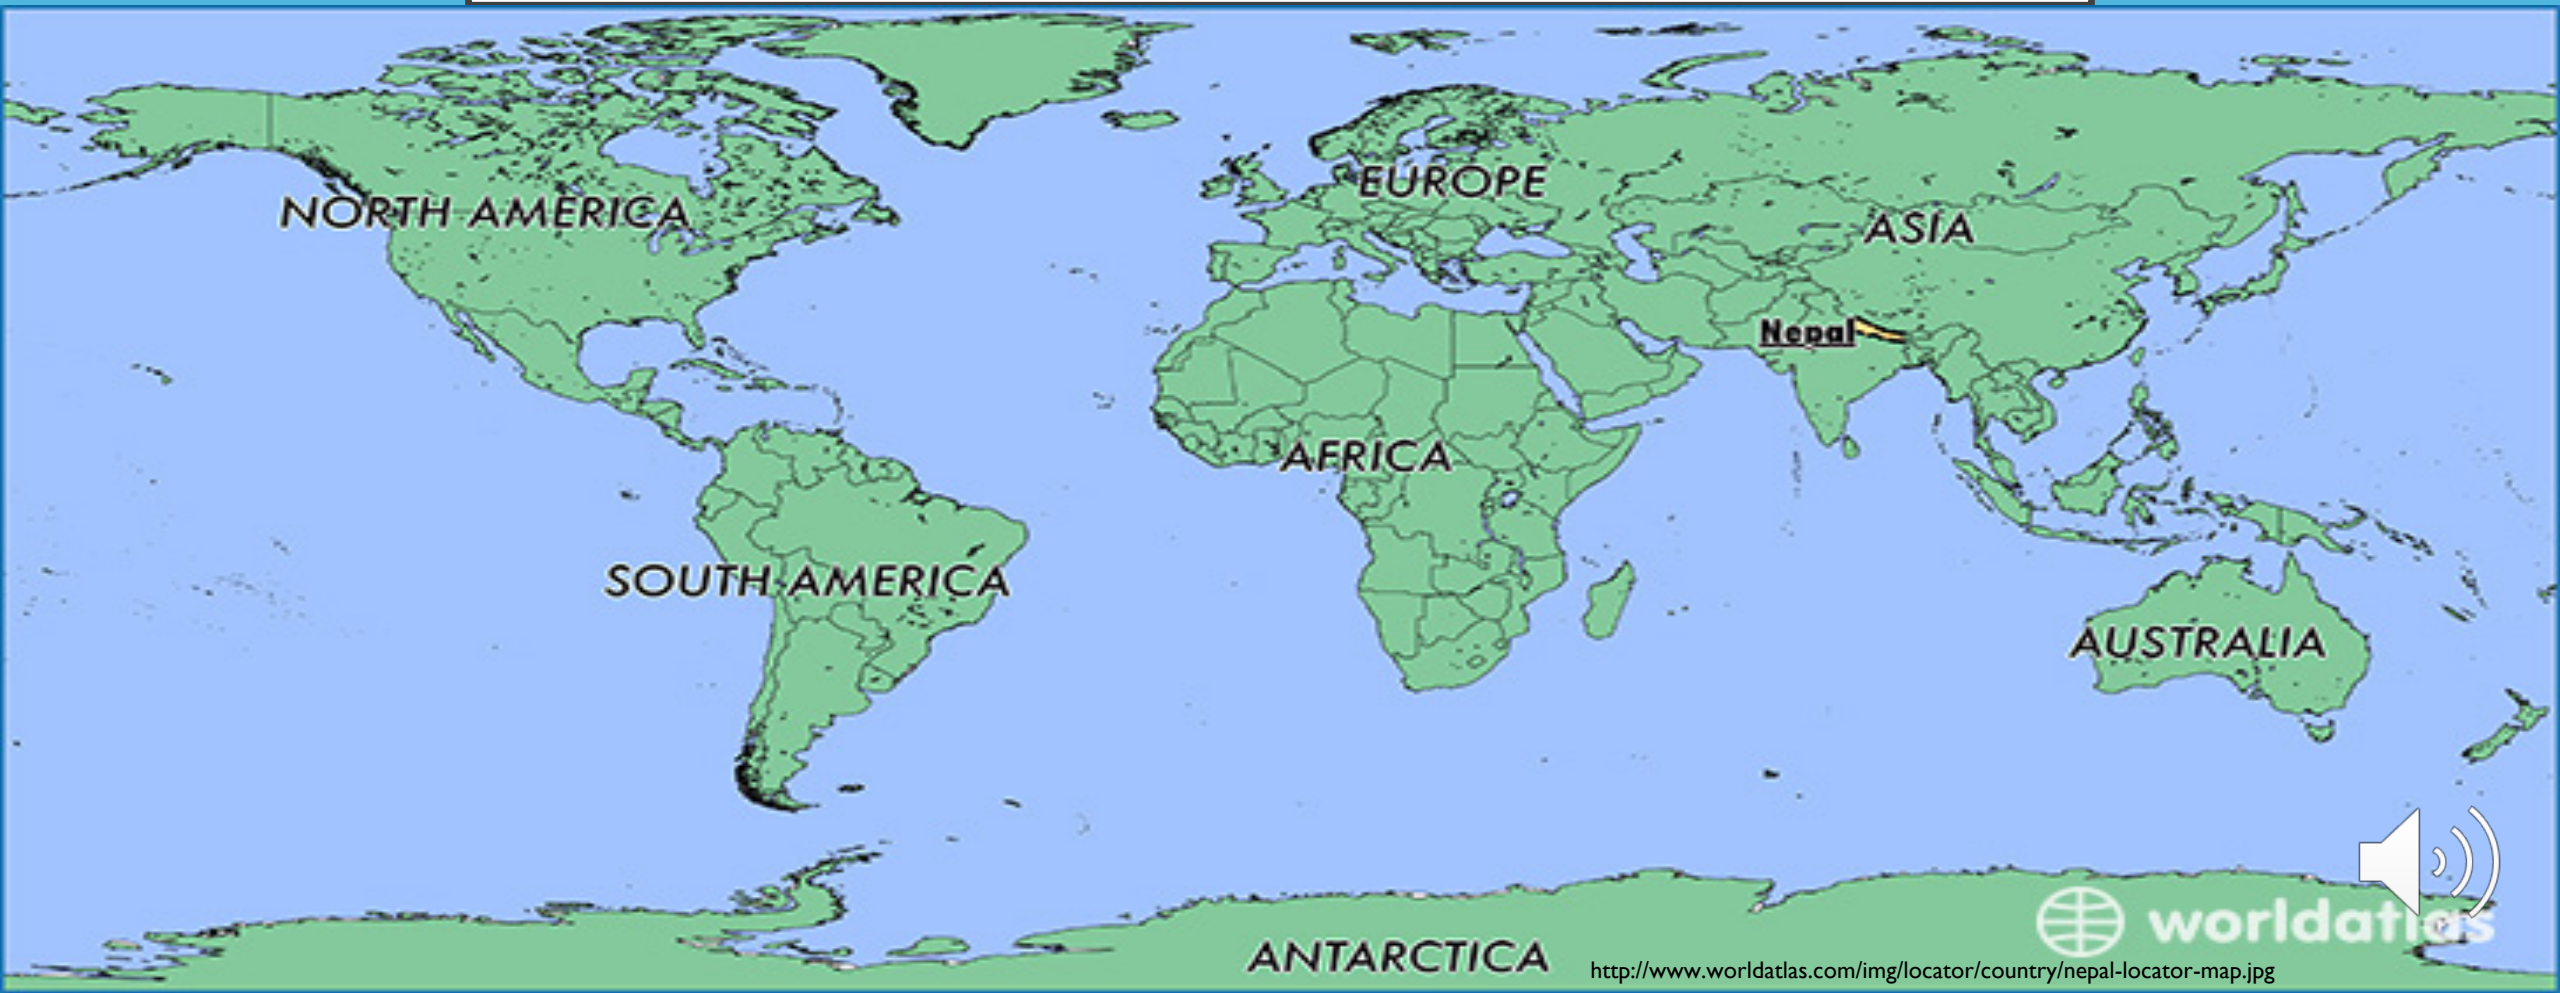 NORTH AMERICA
EUROPE
ASIA
Nepal
AFRICA
SOUTH AMERICA
AUSTRALIA
worldatlas
ANTARCTICA
http://www.worldatlas.com/img/locator/country/nepal-locator-map.jpg